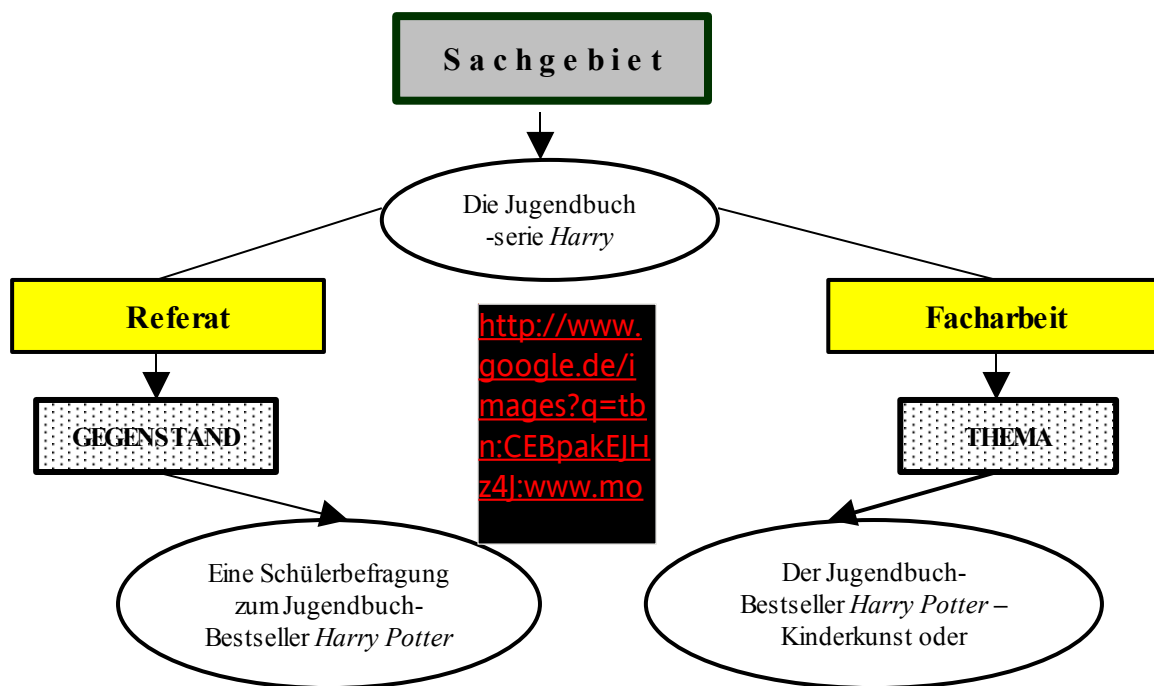 Sachgebiet
Die Jugendbuch
-serie Harry
Referat
Facharbeit
http://www.
google.de/i
mages?q=tb
n:CEBpakEJH
z4J:www.mo
GEGENSTAND
THEMA
Eine Schülerbefragung
zum Jugendbuch-
Bestseller Harry Potter
Der Jugendbuch-
Bestseller Harry Potter –
Kinderkunst oder